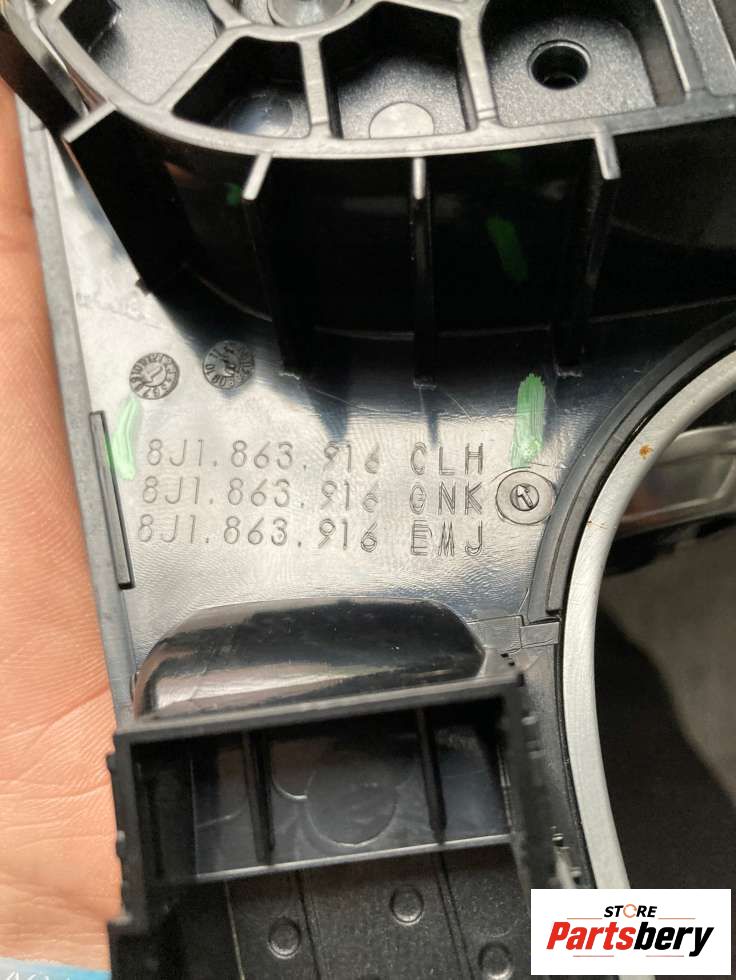 8J1.863.916 CLH
8J1.863.916 GNK
8J1.863.916 EMJ
STORE
Partsbery